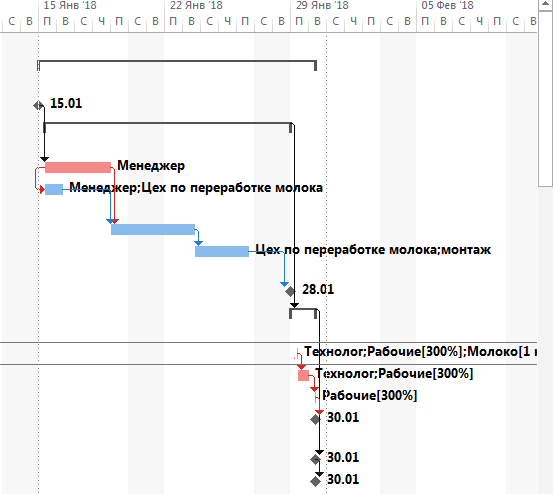 15 Янв '18 22 Янв '18 29 Янв '18 05 Фев '18
С В П В С Ч П С В П В С Ч П С В П В С Ч П С В П В С Ч П С В
15.01
Менеджер
Менеджер;Цех по переработке молока
Цех по переработке молока;монтаж
28.01
Технолог;Рабочие[300%];Молоко[1 к
Технолог;Рабочие[300%]
Рабочие[300%]
30.01
30.01
30.01